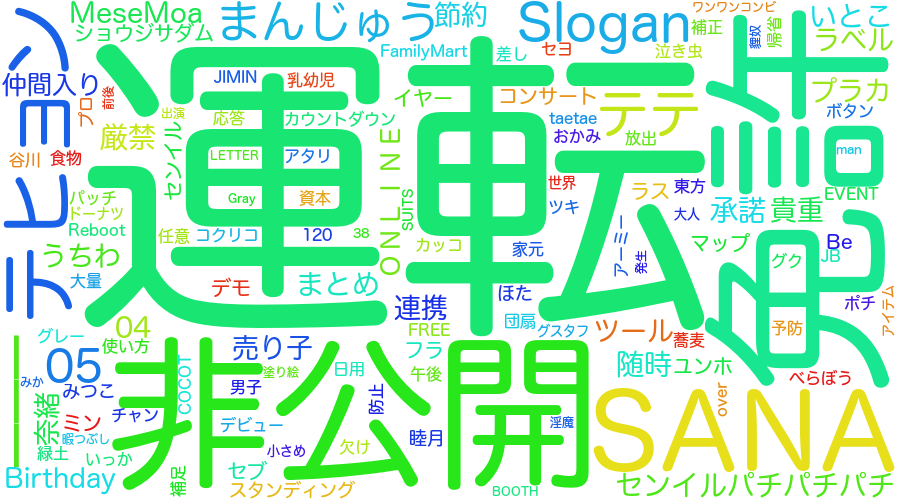 運転免許
非公開
SANA
テヒョン
Slogan
まんじゅう
節約
MeseMoa
ショウジサダム
仲間入り
プロ
前後
出演
厳禁
谷川
食物
センイル
JIMIN
乳幼児
応答
カウントダウン
LETTER
アタリ
Gray
資本
パッチ
ドーナツ
Reboot
任意
コクリコ
120
38
うちわ
大量
デモ
まとめ
FamilyMart
差し
セヨ
イヤー
コンサート
ONLINE
SUITS
カッコ
家元
テテ
taetae
おかみ
放出
泣き虫
補正
ワンワンコンビ
貍奴
帰省
いとこ
ラベル
プラカ
ボタン
man
EVENT
世界
ラス
東方
ツキ
大人
承諾
貴重
アーミー
発生
マップ
Be
JB
グク
ポチ
アイテム
予防
ほた
連携
団扇
グスタフ
FREE
ツール
蕎麦
随時
ユンホ
べらぼう
over
グレー
04
使い方
05
みか
みつこ
奈緒
ミン
暇つぶし
緑土
いっか
Birthday
チャン
COCOT
補足
売り子
塗り絵
男子
日用
防止
フラ
午後
デビュー
小さめ
欠け
睦月
セブ
スタンディング
BOOTH
淫魔
センイルパチパチパチ